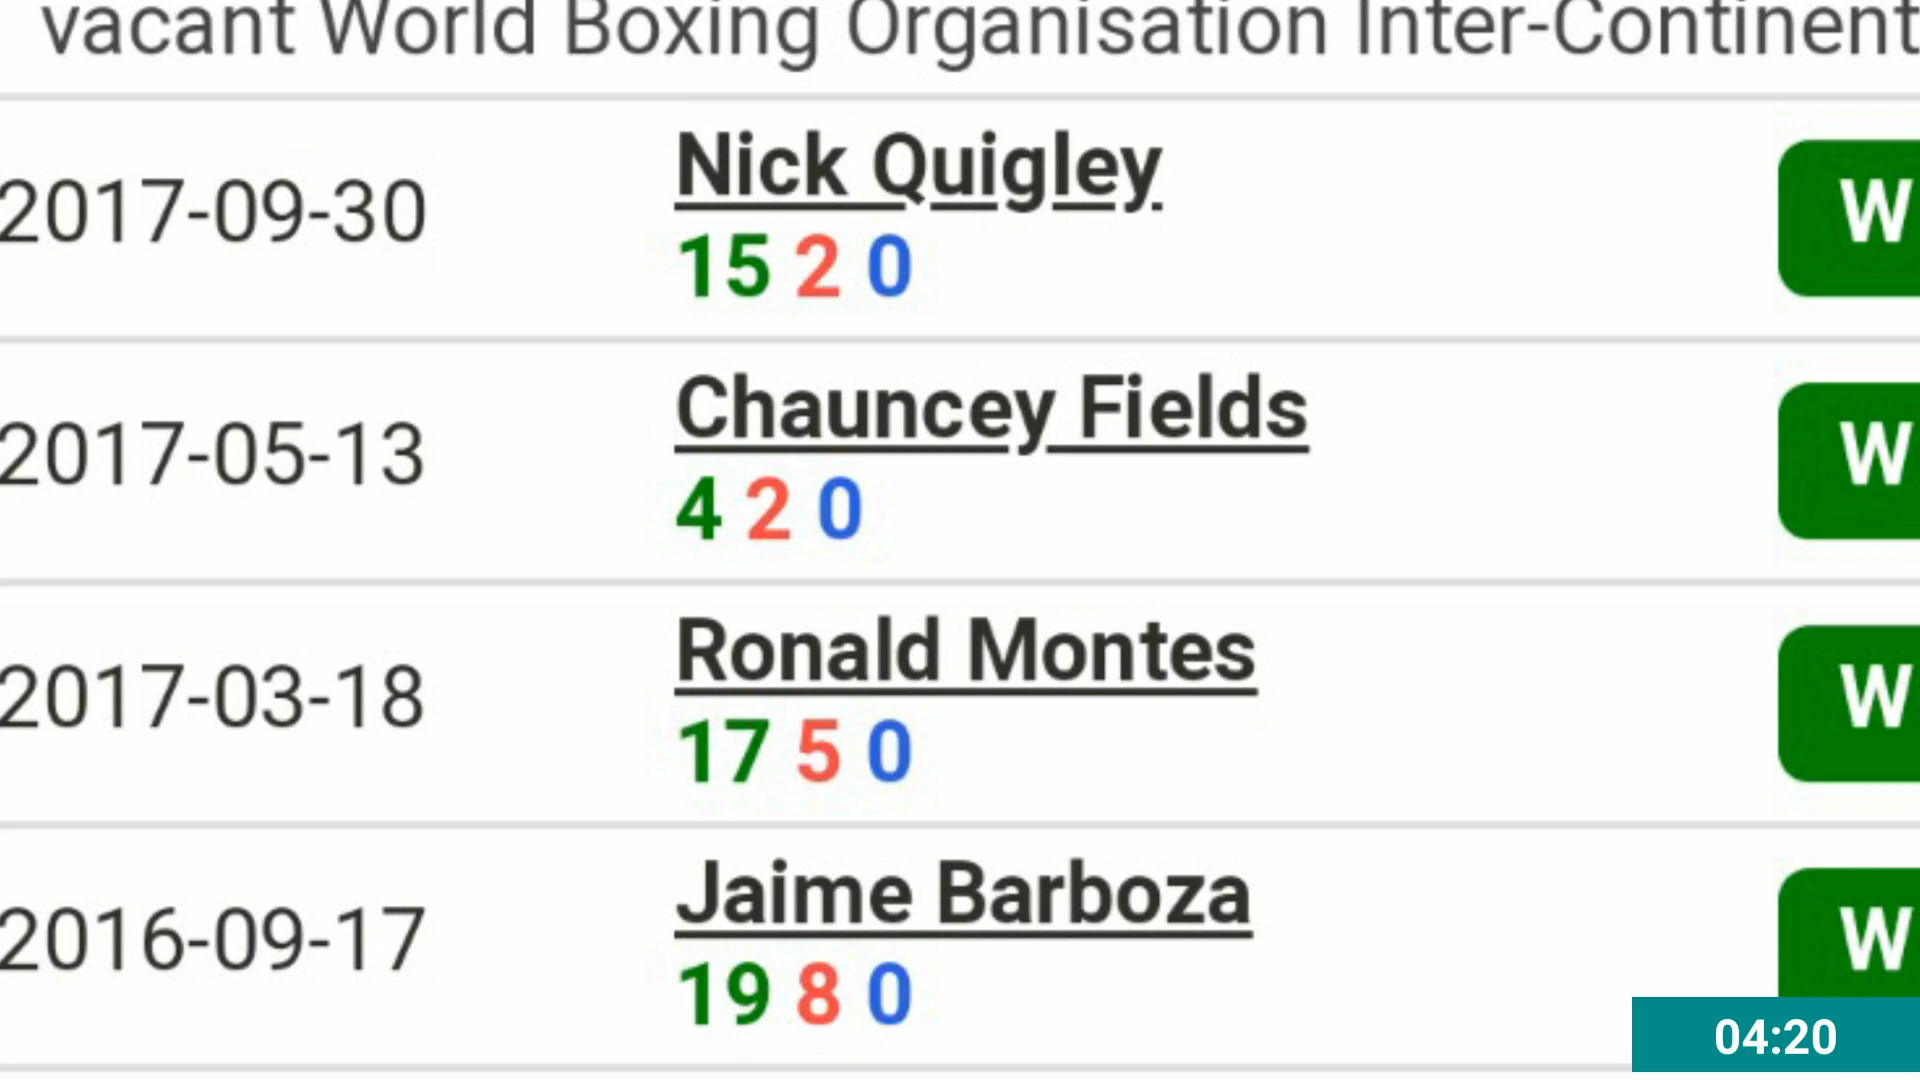 vacant World Boxing Organisation Inter-Continent
2017-09-30 Nick Quigley W
15 2 0
2017-05-13 Chauncey Fields W
4 2 0
2017-03-18 Ronald Montes W
17 5 0
2016-09-17 Jaime Barboza W
19 8 0
04:20